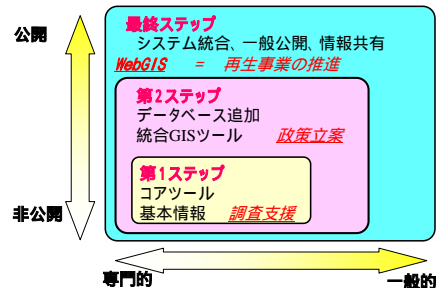 公開
最終ステップ
システム統合、一般公開、情報共有
WebGIS = 再生事業の推進
第2ステップ
データベース追加
統合GISツール 政策立案
第1ステップ
コアツール
基本情報 調査支援
非公開
専門的
一般的